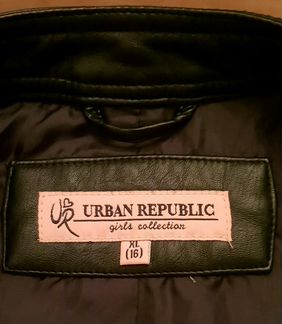 UR URBAN REPUBLIC
girls collection
XL
(16)